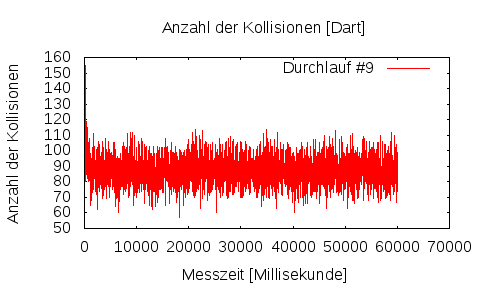 Anzahl der Kollisionen [Dart]
Durchlauf #9
Anzahl der Kollisionen
160
150
140
130
120
110
100
90
80
70
60
50
0 10000 20000 30000 40000 50000 60000 70000
Messzeit [Millisekunde]